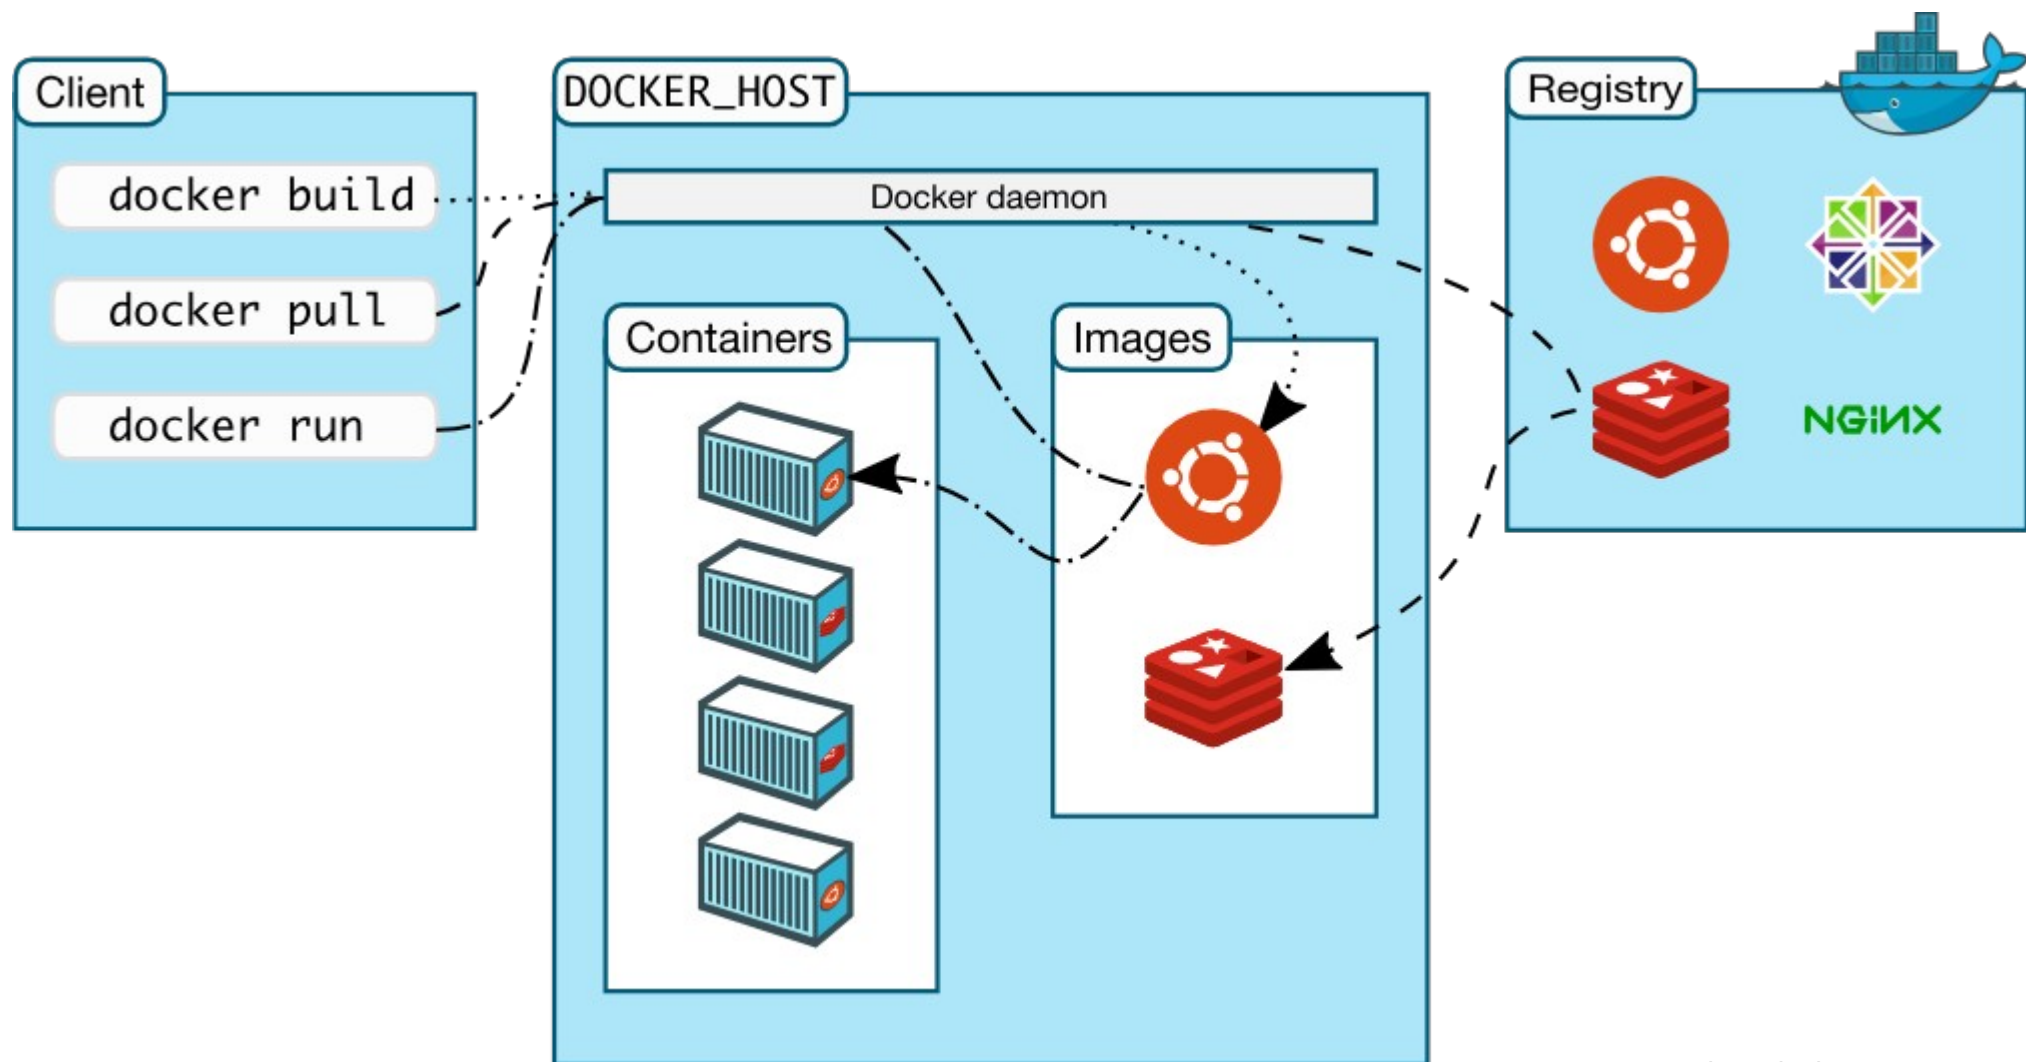 Client
docker build
docker pull
docker run
DOCKER_HOST
Docker daemon
Containers
Images
Registry
NGiNX